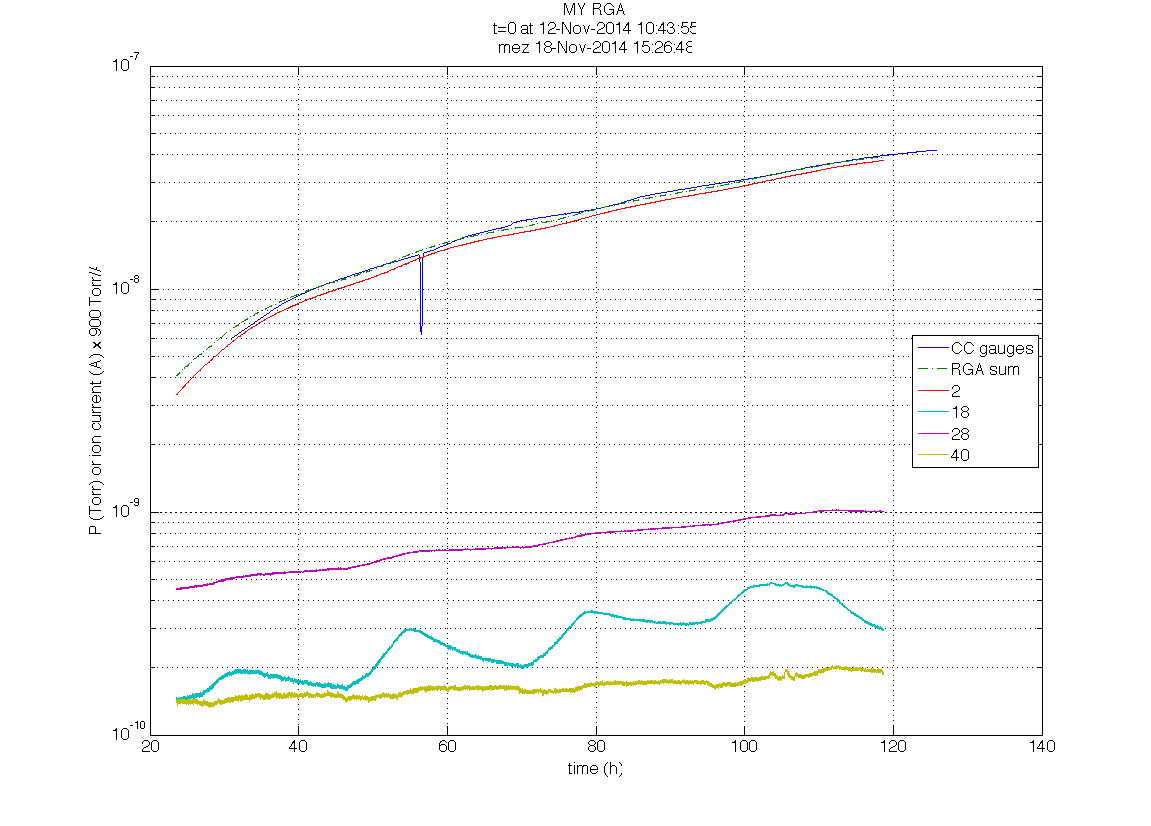 MY RGA
t=0 at 12-Nov-2014 10:43:55
mez 18-Nov-2014 15:26:48
P (Torr) or ion current (A) x 900 Torr/A
10^-7
10^-8
10^-9
10^-10
CC gauges
RGA sum
2
18
28
40
20 40 60 80 100 120 140
time (h)